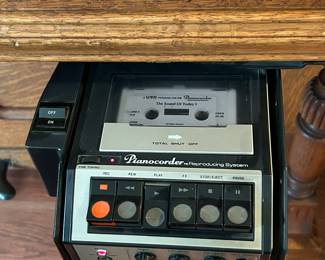 Pianocorder
The Sound Of Today I
OFF
ON
TOTAL SHUT OFF
Pianocorder Reproducing System
REC REW PLAY FF STOP/EJECT PAUSE